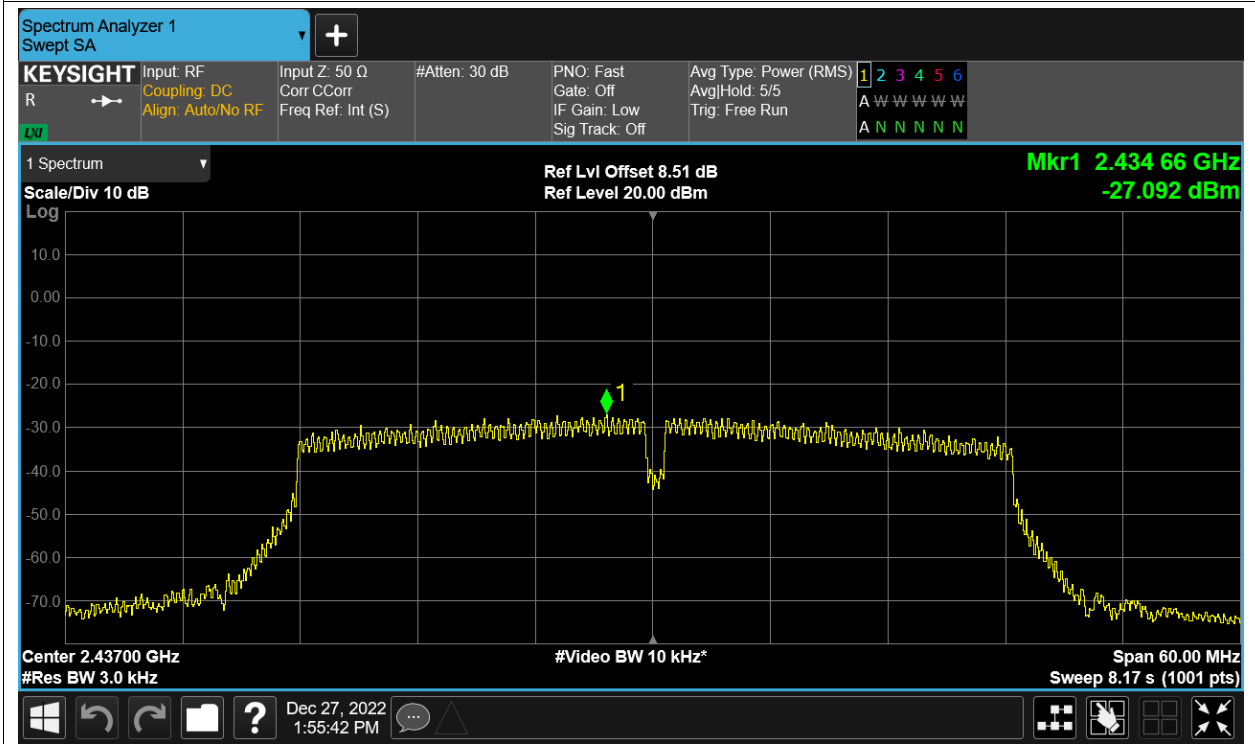 Spectrum Analyzer 1
Swept SA
KEYSIGHT
R
LXI
Input: RF
Coupling: DC
Align: Auto/No RF
Input Z: 50 Ω
Corr CCorr
Freq Ref: Int (S)
#Atten: 30 dB
PNO: Fast
Gate: Off
IF Gain: Low
Sig Track: Off
Avg Type: Power (RMS)
Avg|Hold: 5/5
Trig: Free Run
1 2 3 4 5 6
A W W W W W
A N N N N N
1 Spectrum
Scale/Div 10 dB
Ref Lvl Offset 8.51 dB
Ref Level 20.00 dBm
Mkr1 2.434 66 GHz
-27.092 dBm
Log
10.0
0.00
-10.0
-20.0
-30.0
-40.0
-50.0
-60.0
-70.0
1
Center 2.43700 GHz
#Res BW 3.0 kHz
#Video BW 10 kHz*
Span 60.00 MHz
Sweep 8.17 s (1001 pts)
?
Dec 27, 2022
1:55:42 PM